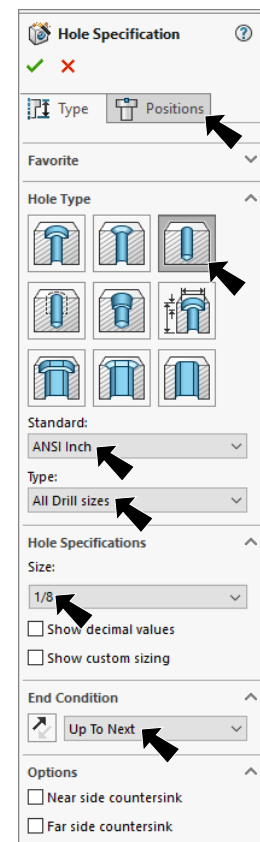 Hole Specification
Type Positions
Favorite
Hole Type
Standard:
ANSI Inch
Type:
All Drill sizes
Hole Specifications
Size:
1/8
Show decimal values
Show custom sizing
End Condition
Up To Next
Options
Near side countersink
Far side countersink